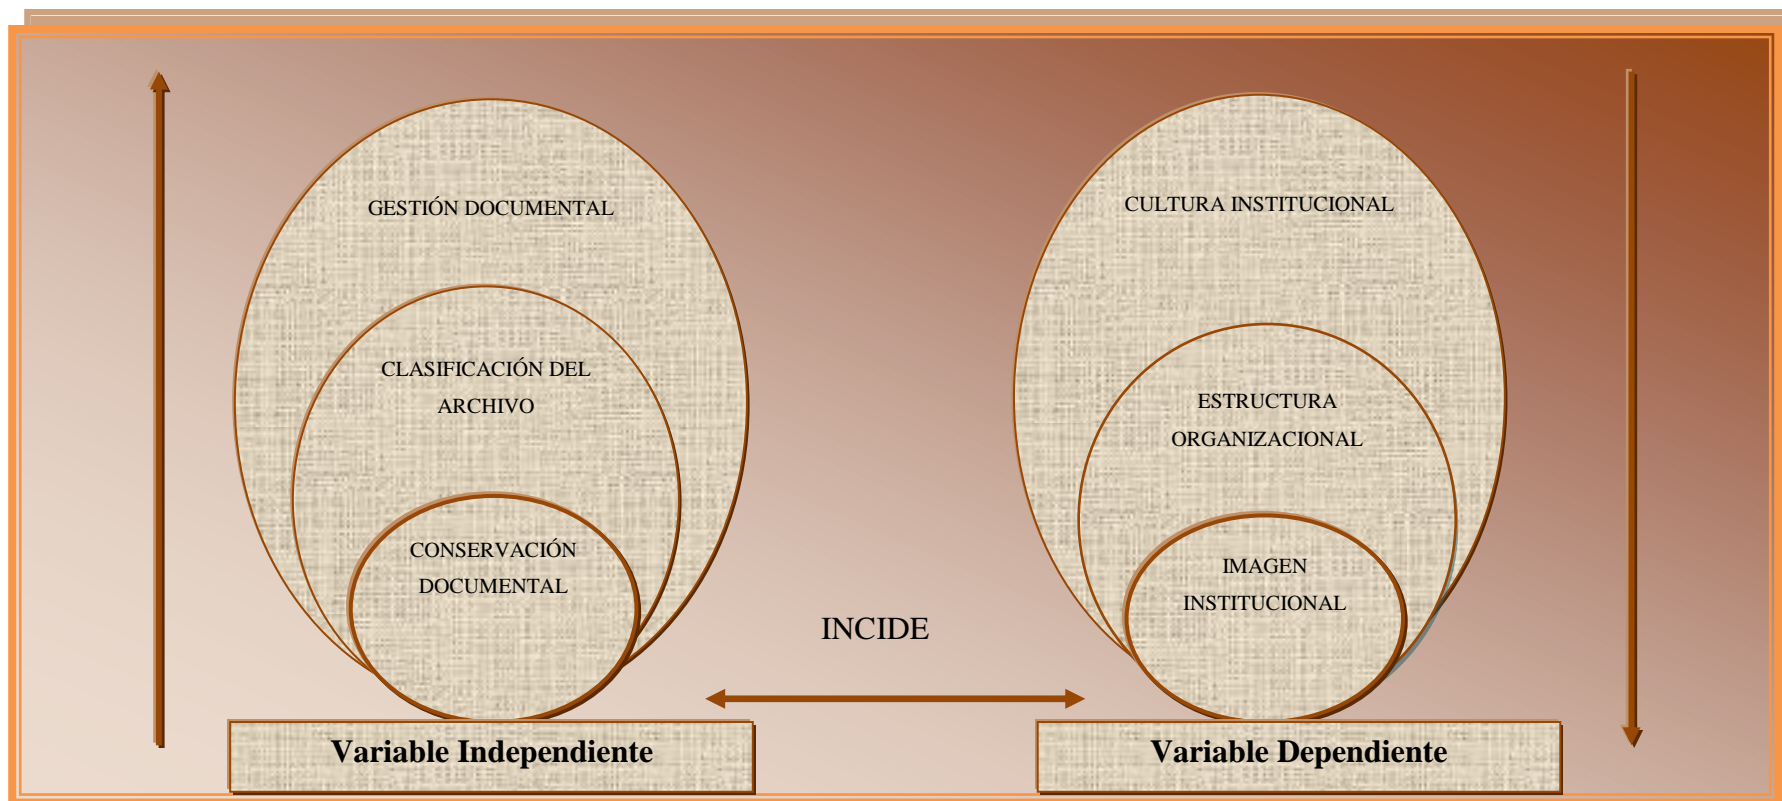 GESTIÓN DOCUMENTAL
CLASIFICACIÓN DEL
ARCHIVO
CONSERVACIÓN
DOCUMENTAL
Variable Independiente
INCIDE
CULTURA INSTITUCIONAL
ESTRUCTURA
ORGANIZACIONAL
IMAGEN
INSTITUCIONAL
Variable Dependiente